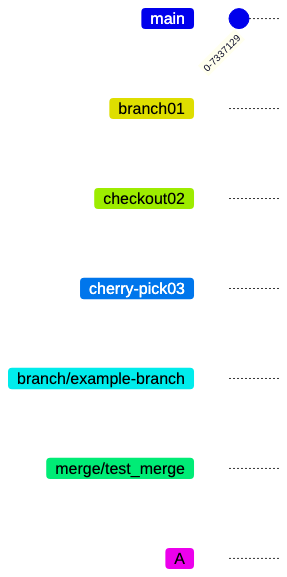 main
0-7337129
branch01
checkout02
cherry-pick03
branch/example-branch
merge/test_merge
A